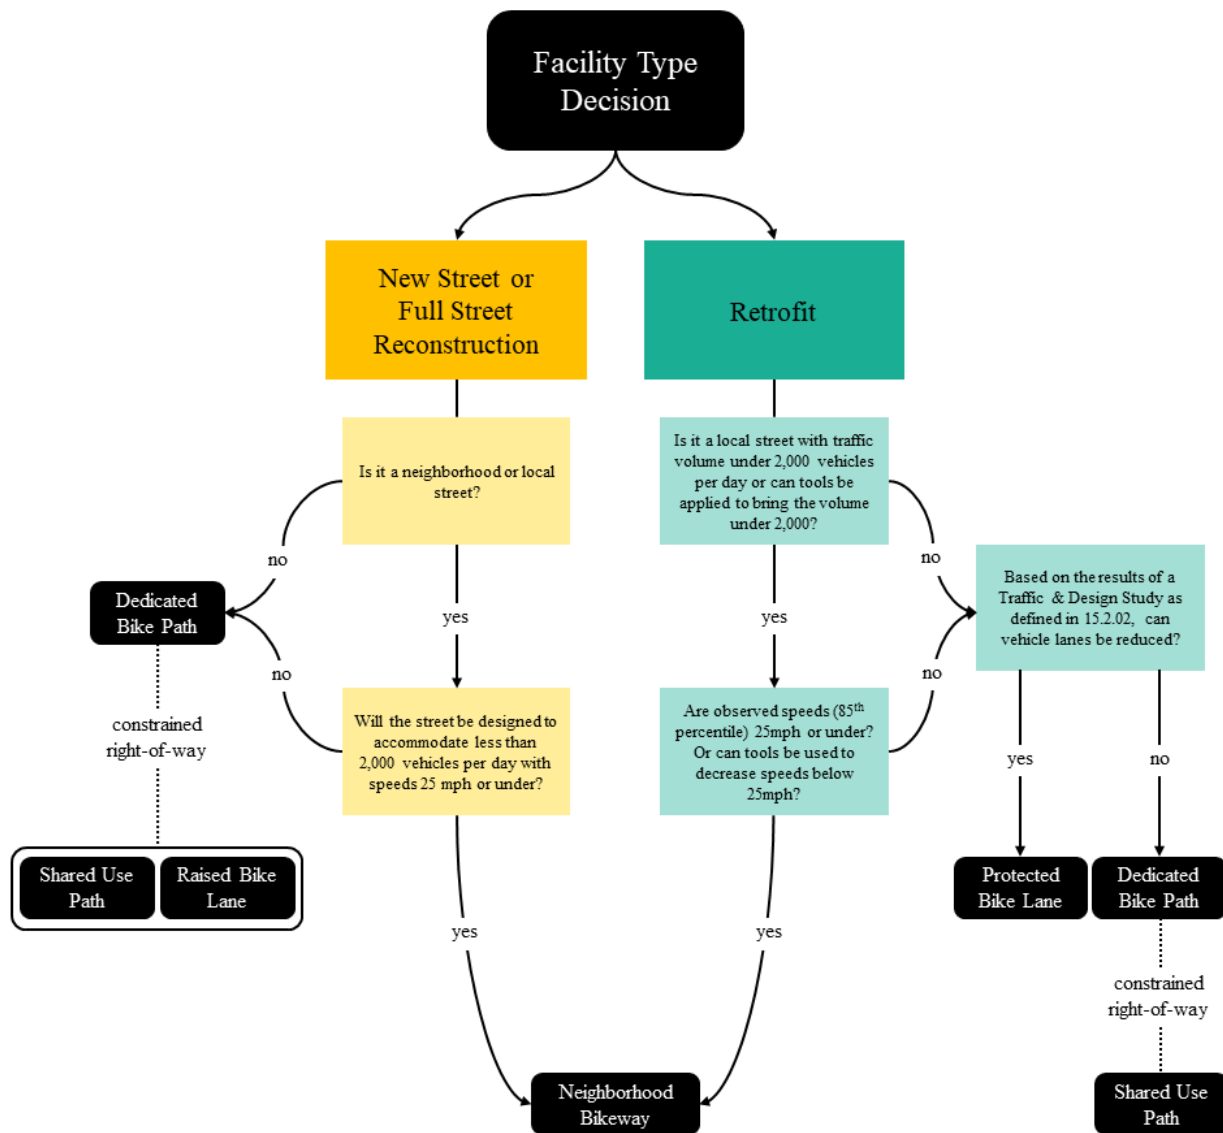 Facility Type
Decision
New Street or
Full Street
Reconstruction
Retrofit
Is it a neighborhood or local
street?
Is it a local street with traffic
volume under 2,000 vehicles
per day or can tools be
applied to bring the volume
under 2,000?
no
no
Based on the results of a
Traffic & Design Study as
defined in 15.2.02, can
vehicle lanes be reduced?
Dedicated
Bike Path
yes
yes
no
no
constrained
right-of-way
Will the street be designed to
accommodate less than
2,000 vehicles per day with
speeds 25 mph or under?
Are observed speeds (85th
percentile) 25mph or under?
Or can tools be used to
decrease speeds below
25mph?
yes
no
Shared Use
Path
Raised Bike
Lane
Protected
Bike Lane
Dedicated
Bike Path
yes
yes
constrained
right-of-way
Neighborhood
Bikeway
Shared Use
Path